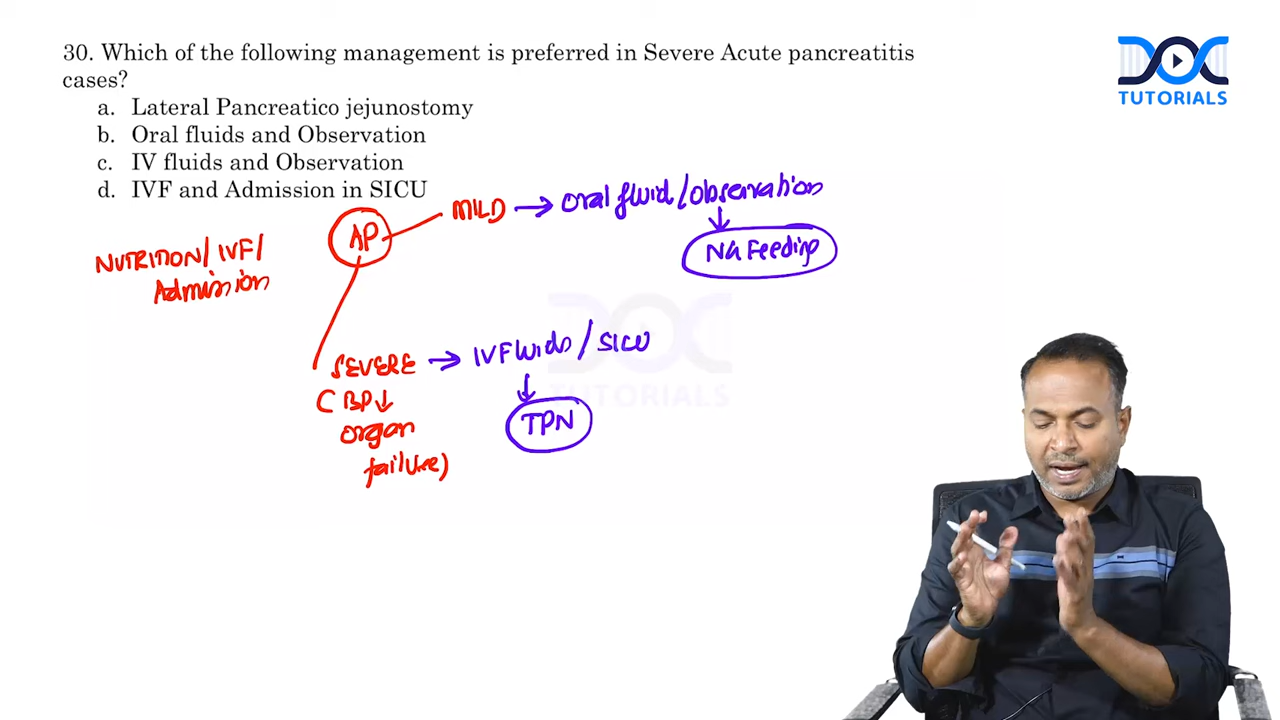 30. Which of the following management is preferred in Severe Acute pancreatitis
cases?
a. Lateral Pancreatico jejunostomy
b. Oral fluids and Observation
c. IV fluids and Observation
d. IVF and Admission in SICU
DOC
TUTORIALS
AP
MILD → Oral fluid/observation
↓
NG Feeding
NUTRITION/IVF/
Admission
SEVERE → IVFluids/SICU
(BP↓
organ
failure)
↓
TPN
DOC
TUTORIALS